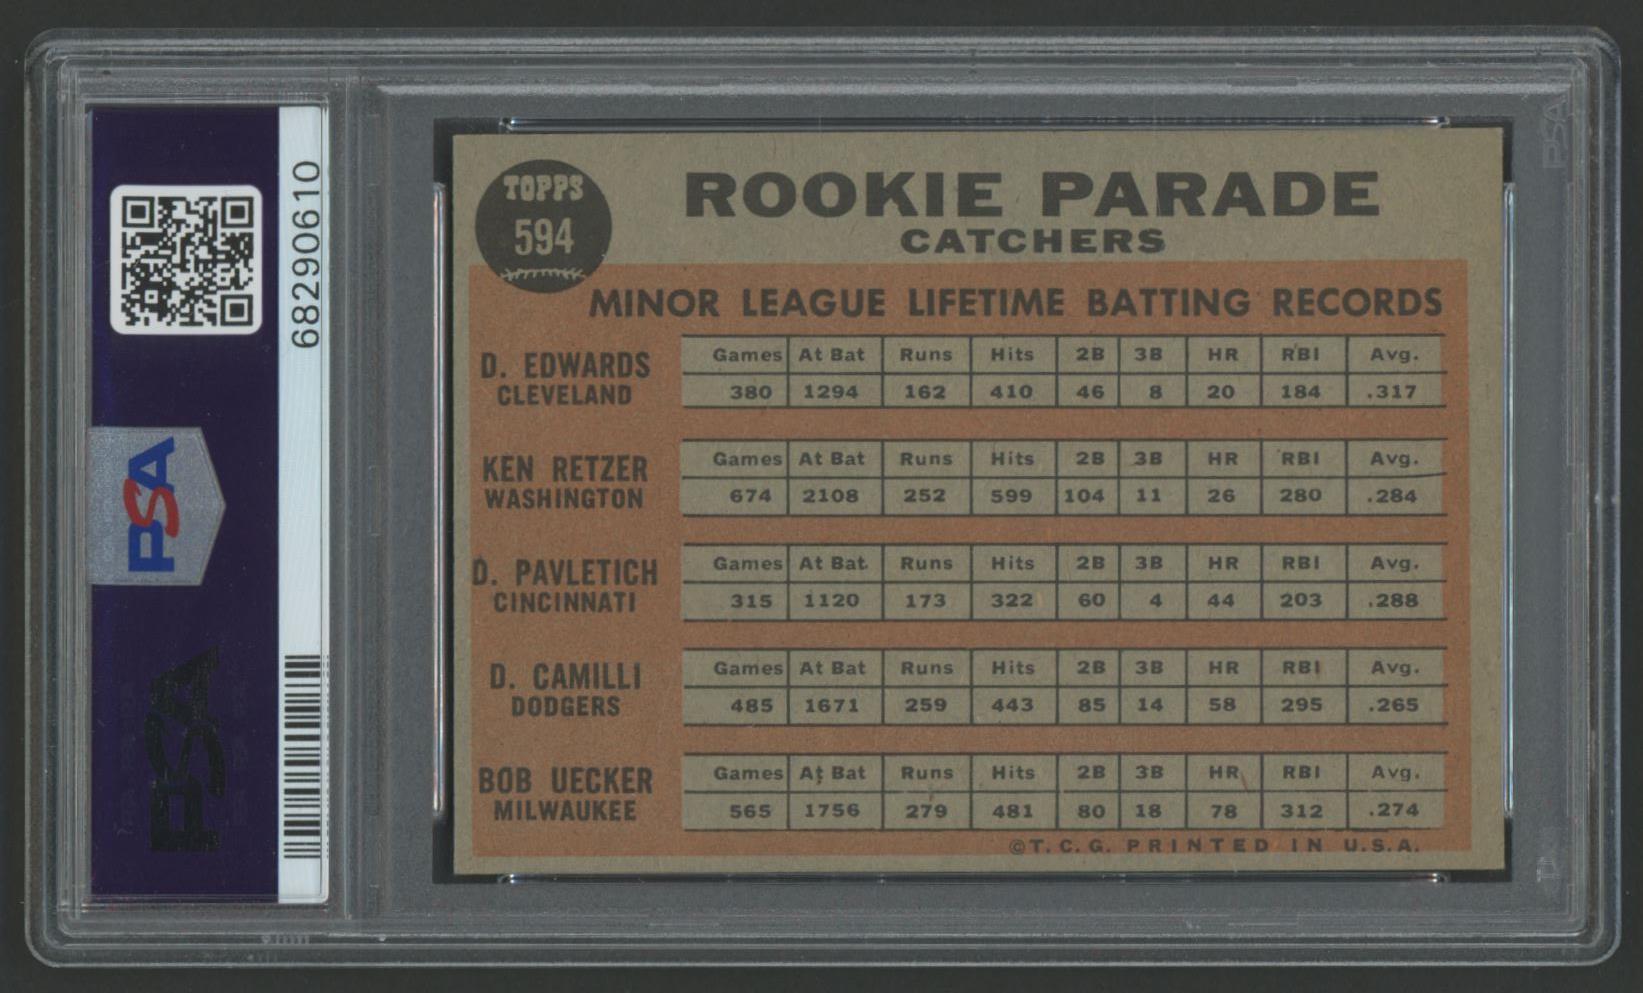 68290610
PSA
PSA
PSA
TOPPS
594
ROOKIE PARADE
CATCHERS
MINOR LEAGUE LIFETIME BATTING RECORDS
D. EDWARDS
CLEVELAND
Games At Bat Runs Hits 2B 3B HR RBI Avg.
380 1294 162 410 46 8 20 184 .317
KEN RETZER
WASHINGTON
Games At Bat Runs Hits 2B 3B HR RBI Avg.
674 2108 252 599 104 11 26 280 .284
D. PAVLETICH
CINCINNATI
Games At Bat Runs Hits 2B 3B HR RBI Avg.
315 1120 173 322 60 4 44 203 .288
D. CAMILLI
DODGERS
Games At Bat Runs Hits 2B 3B HR RBI Avg.
485 1671 259 443 85 14 58 295 .265
BOB UECKER
MILWAUKEE
Games At Bat Runs Hits 2B 3B HR RBI Avg.
565 1756 279 481 80 18 78 312 .274
©T.C.G. PRINTED IN U.S.A.